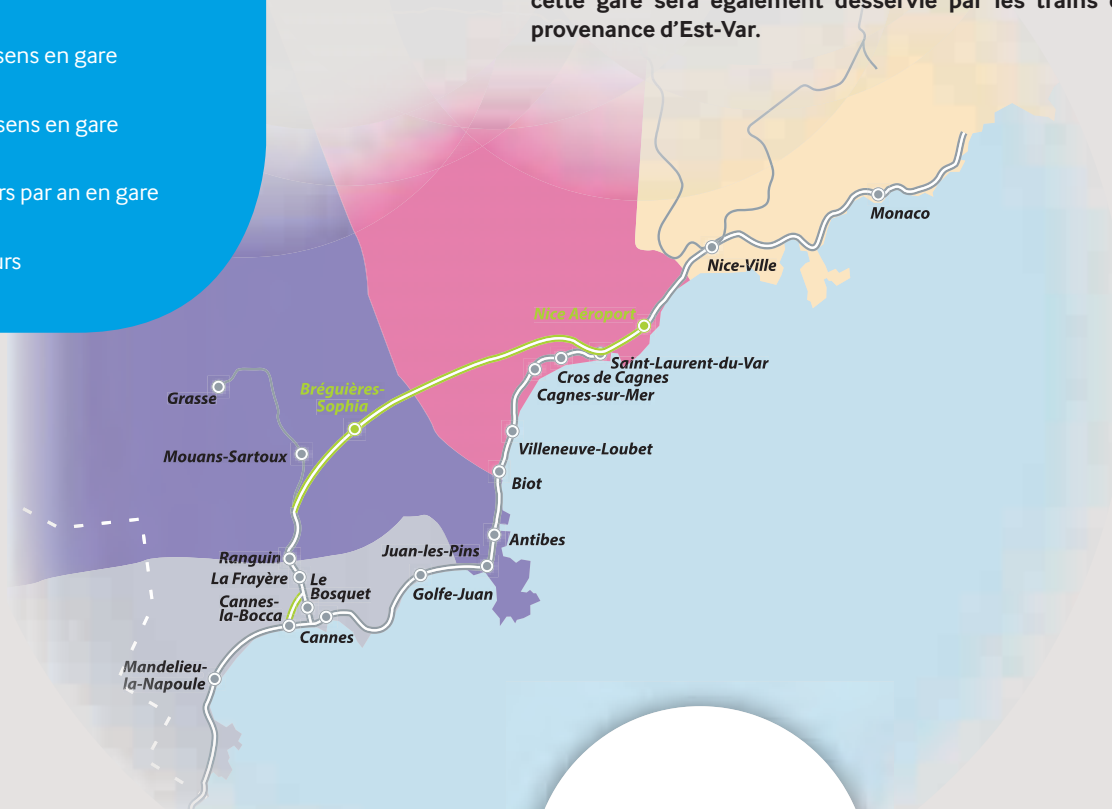 cette gare sera également desservie par les trains
provenance d'Est-Var.
sens en gare
sens en gare
par an en gare
Monaco
Nice-Ville
Nice Aéroport
Saint-Laurent-du-Var
Cros de Cagnes
Cagnes-sur-Mer
Bréguières-
Sophia
Grasse
Mouans-Sartoux
Villeneuve-Loubet
Biot
Antibes
Juan-les-Pins
Golfe-Juan
Ranguin
La Frayère
Le
Bosquet
Cannes-
la-Bocca
Cannes
Mandelieu-
la-Napoule